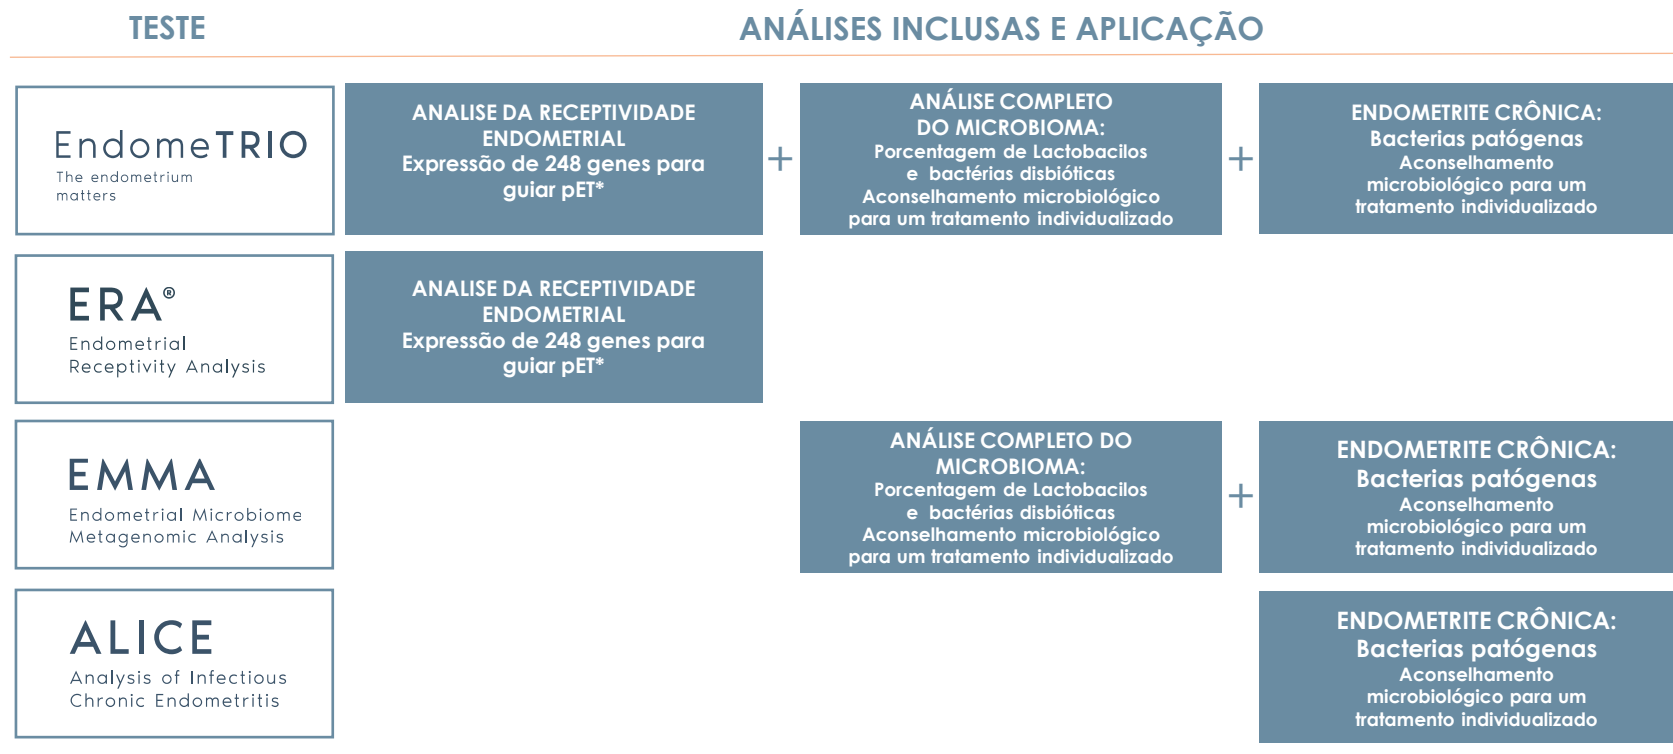 TESTE
ANÁLISES INCLUSAS E APLICAÇÃO
EndomeTRIO
The endometrium
matters
ANALISE DA RECEPTIVIDADE
ENDOMETRIAL
Expressão de 248 genes para
guiar pET*
+
ANÁLISE COMPLETO
DO MICROBIOMA:
Porcentagem de Lactobacilos
e bactérias disbióticas
Aconselhamento microbiológico
para um tratamento individualizado
+
ENDOMETRITE CRÔNICA:
Bacterias patógenas
Aconselhamento
microbiológico para um
tratamento individualizado
ERA®
Endometrial
Receptivity Analysis
ANALISE DA RECEPTIVIDADE
ENDOMETRIAL
Expressão de 248 genes para
guiar pET*
EMMA
Endometrial Microbiome
Metagenomic Analysis
ANÁLISE COMPLETO DO
MICROBIOMA:
Porcentagem de Lactobacilos
e bactérias disbióticas
Aconselhamento microbiológico
para um tratamento individualizado
+
ENDOMETRITE CRÔNICA:
Bacterias patógenas
Aconselhamento
microbiológico para um
tratamento individualizado
ALICE
Analysis of Infectious
Chronic Endometritis
ENDOMETRITE CRÔNICA:
Bacterias patógenas
Aconselhamento
microbiológico para um
tratamento individualizado